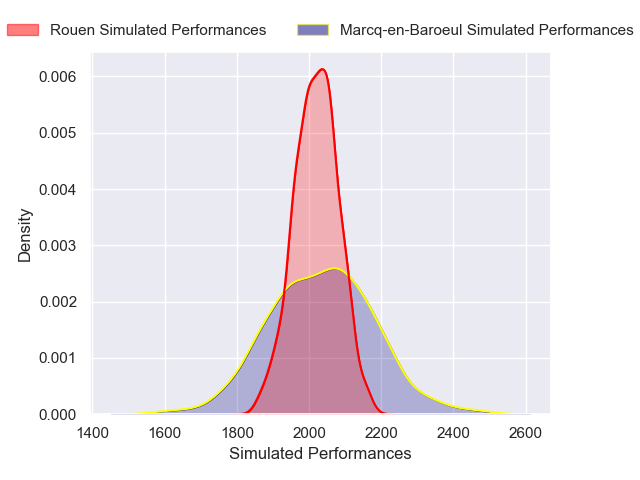 Rouen Simulated Performances Marcq-en-Baroeul Simulated Performances
0.006
0.005
0.004
0.003
0.002
0.001
0.000
Density
1400 1600 1800 2000 2200 2400 2600
Simulated Performances